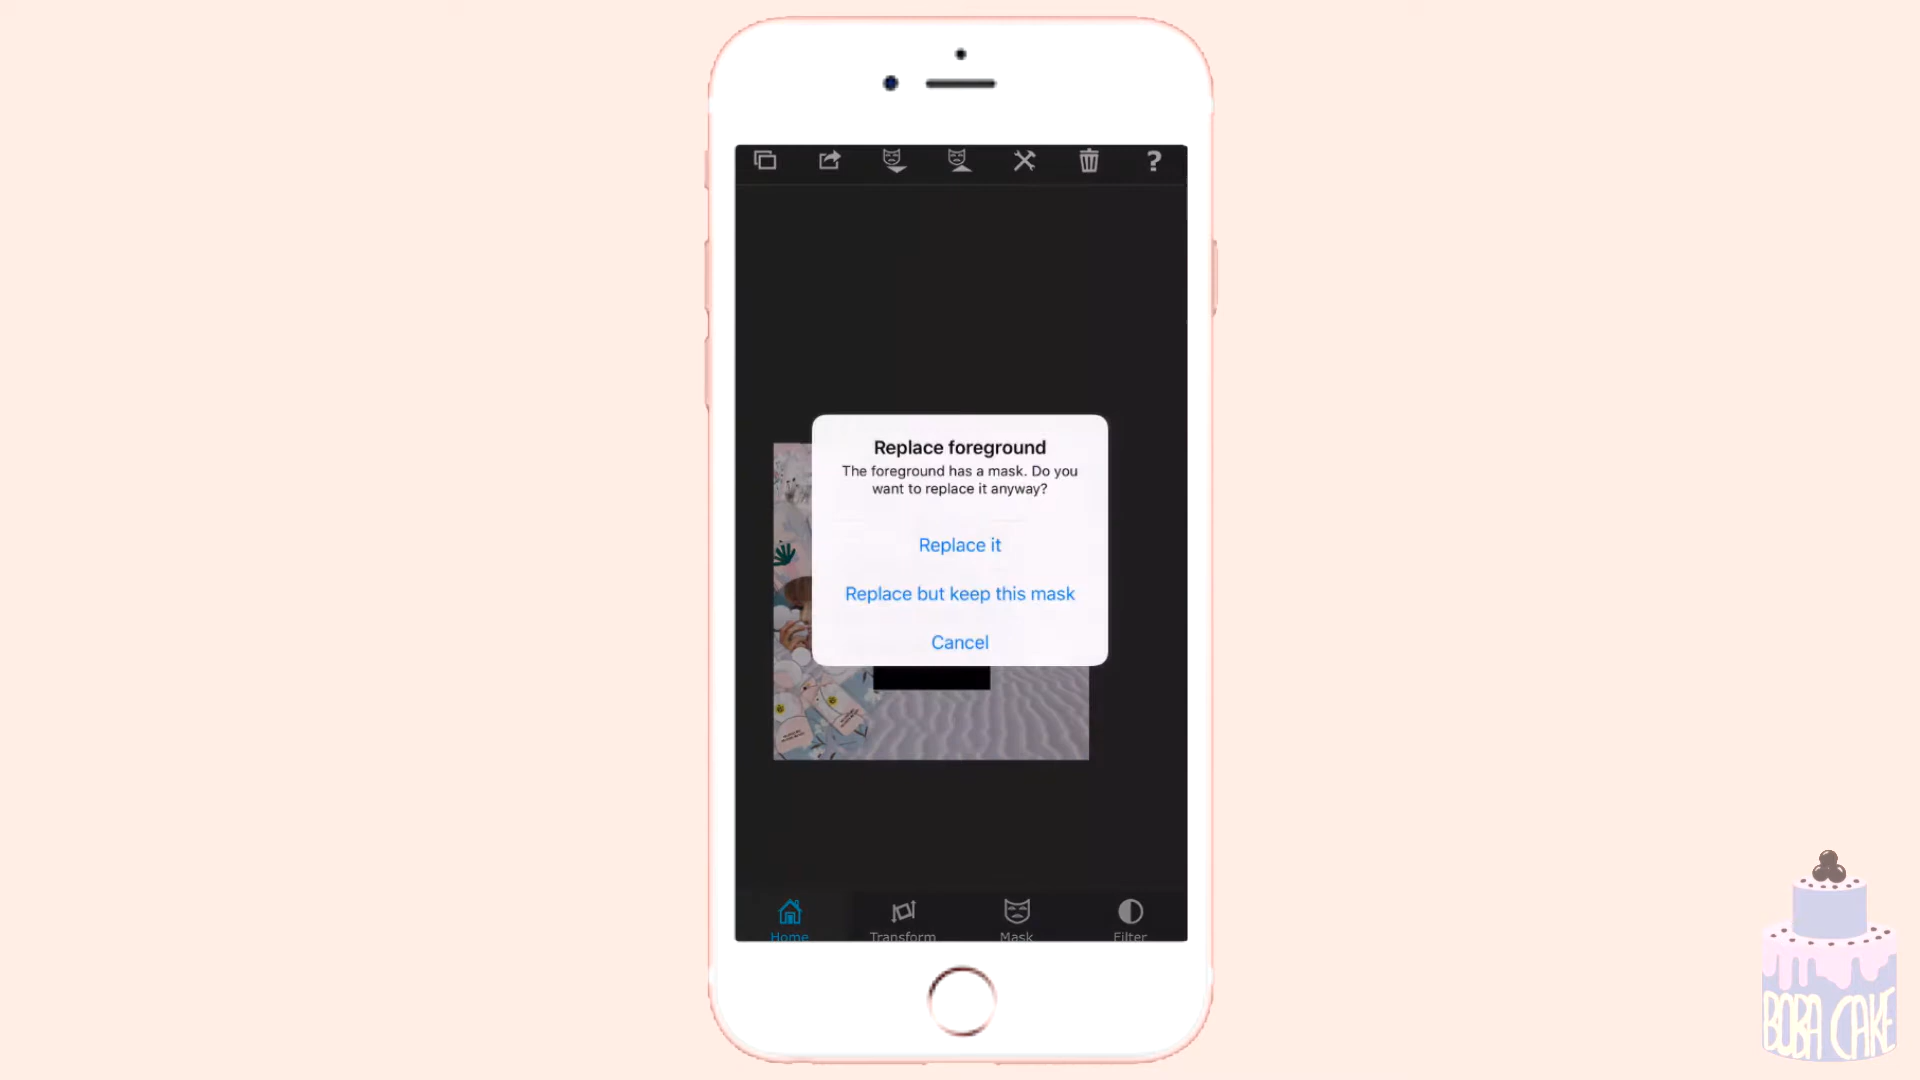 ?
Replace foreground
The foreground has a mask. Do you
want to replace it anyway?
Replace it
Replace but keep this mask
Cancel
Home
Transform
Mask
Filter
BOBA CAKE